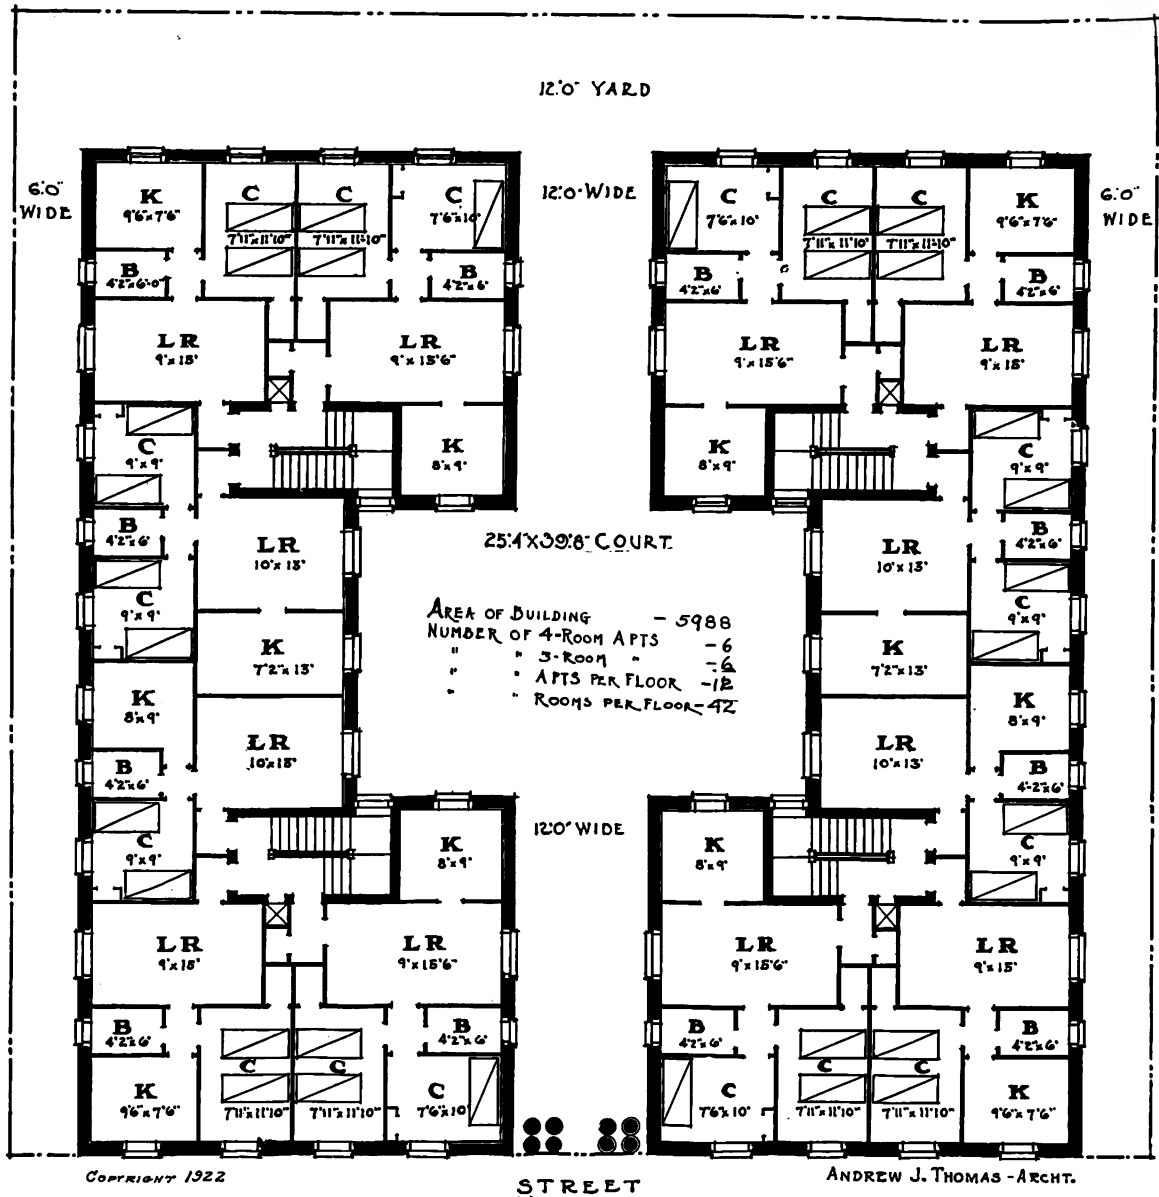 12'.0" YARD
6'.0" WIDE
12'.0" WIDE
6'.0" WIDE
K
9'6"x7'6"
C
7'11"x11'10"
C
7'11"x11'-10"
C
7'6"x10'
C
7'6"x10'
C
7'11"x11'10"
C
7'11"x11'-10"
K
9'6"x7'6"
B
4'2"x6'-0"
B
4'2"x6'
B
4'2"x6'
B
4'2"x6'
LR
9'x15'
LR
9'x15'6"
LR
9'x15'6"
LR
9'x15'
C
9'x9'
K
8'x9'
K
8'x9'
C
9'x9'
B
4'2"x6'
LR
10'x13'
25'.4"X39'.8" COURT
LR
10'x13'
B
4'2"x6'
C
9'x9'
K
7'2"x13'
K
7'2"x13'
C
9'x9'
AREA OF BUILDING - 5988
NUMBER OF 4-ROOM APTS - 6
" " 3-ROOM " - 6
" " APTS PER FLOOR - 12
" " ROOMS PER FLOOR - 42
K
8'x9'
LR
10'x13'
LR
10'x13'
K
8'x9'
B
4'2"x6'
B
4'-2"x6'
C
9'x9'
K
8'x9'
12'.0" WIDE
K
8'x9'
C
9'x9'
LR
9'x15'
LR
9'x15'6"
LR
9'x15'6"
LR
9'x15'
B
4'2"x6'
B
4'2"x6'
B
4'2"x6'
B
4'2"x6'
K
9'6"x7'6"
C
7'11"x11'10"
C
7'11"x11'10"
C
7'6"x10'
C
7'6"x10'
C
7'11"x11'10"
C
7'11"x11'10"
K
9'6"x7'6"
COPYRIGHT 1922
STREET
ANDREW J. THOMAS - ARCHT.